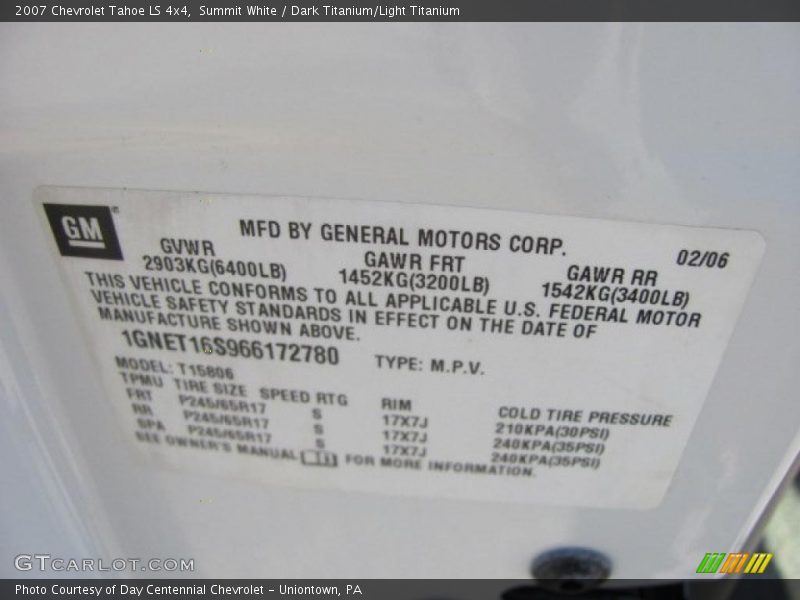 2007 Chevrolet Tahoe LS 4x4, Summit White / Dark Titanium/Light Titanium
GM
MFD BY GENERAL MOTORS CORP.
02/06
GVWR GAWR FRT GAWR RR
2903KG(6400LB) 1452KG(3200LB) 1542KG(3400LB)
THIS VEHICLE CONFORMS TO ALL APPLICABLE U.S. FEDERAL MOTOR
VEHICLE SAFETY STANDARDS IN EFFECT ON THE DATE OF
MANUFACTURE SHOWN ABOVE.
1GNET16S966172780 TYPE: M.P.V.
MODEL: T15806
TPMU TIRE SIZE SPEED RTG RIM COLD TIRE PRESSURE
FRT P245/65R17 S 17X7J 210KPA(30PSI)
RR P245/65R17 S 17X7J 240KPA(35PSI)
SPA P245/65R17 S 17X7J 240KPA(35PSI)
SEE OWNER'S MANUAL FOR MORE INFORMATION.
GTCARLOT.COM
Photo Courtesy of Day Centennial Chevrolet - Uniontown, PA